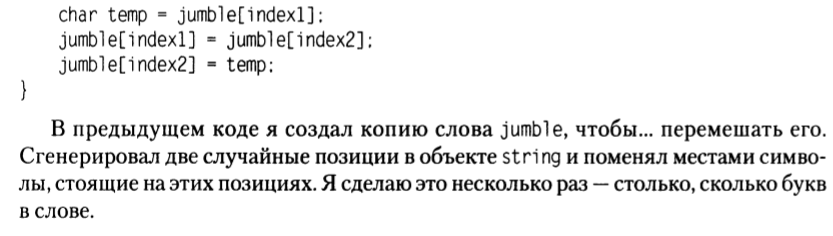 char temp = jumble[index1];
jumble[index1] = jumble[index2];
jumble[index2] = temp;
}
В предыдущем коде я создал копию слова jumble, чтобы... перемешать его.
Сгенерировал две случайные позиции в объекте string и поменял местами симво-
лы, стоящие на этих позициях. Я сделаю это несколько раз — столько, сколько букв
в слове.